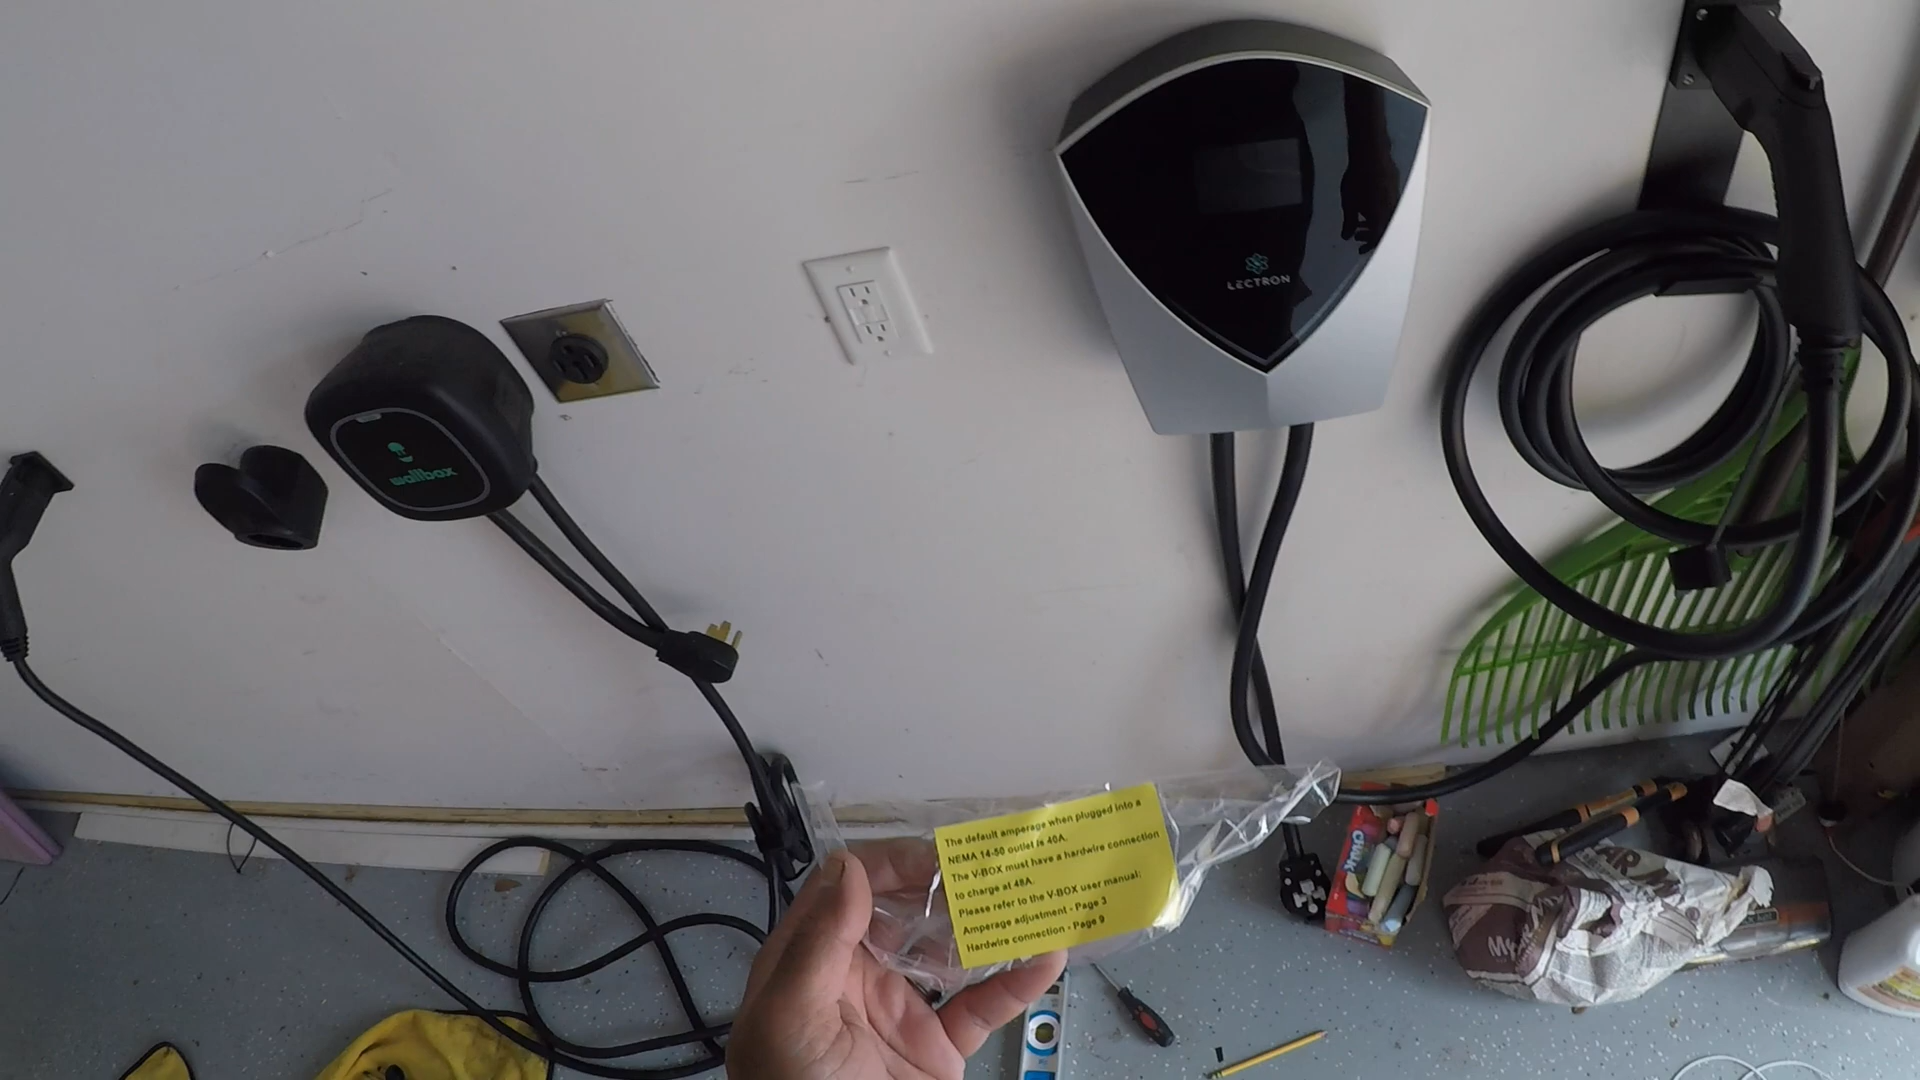 LECTRON
wallbox
The default amperage when plugged into a
NEMA 14-50 outlet is 40A.
The V-BOX must have a hardwire connection
to charge at 48A.
Please refer to the V-BOX user manual:
Amperage adjustment - Page 3
Hardwire connection - Page 9